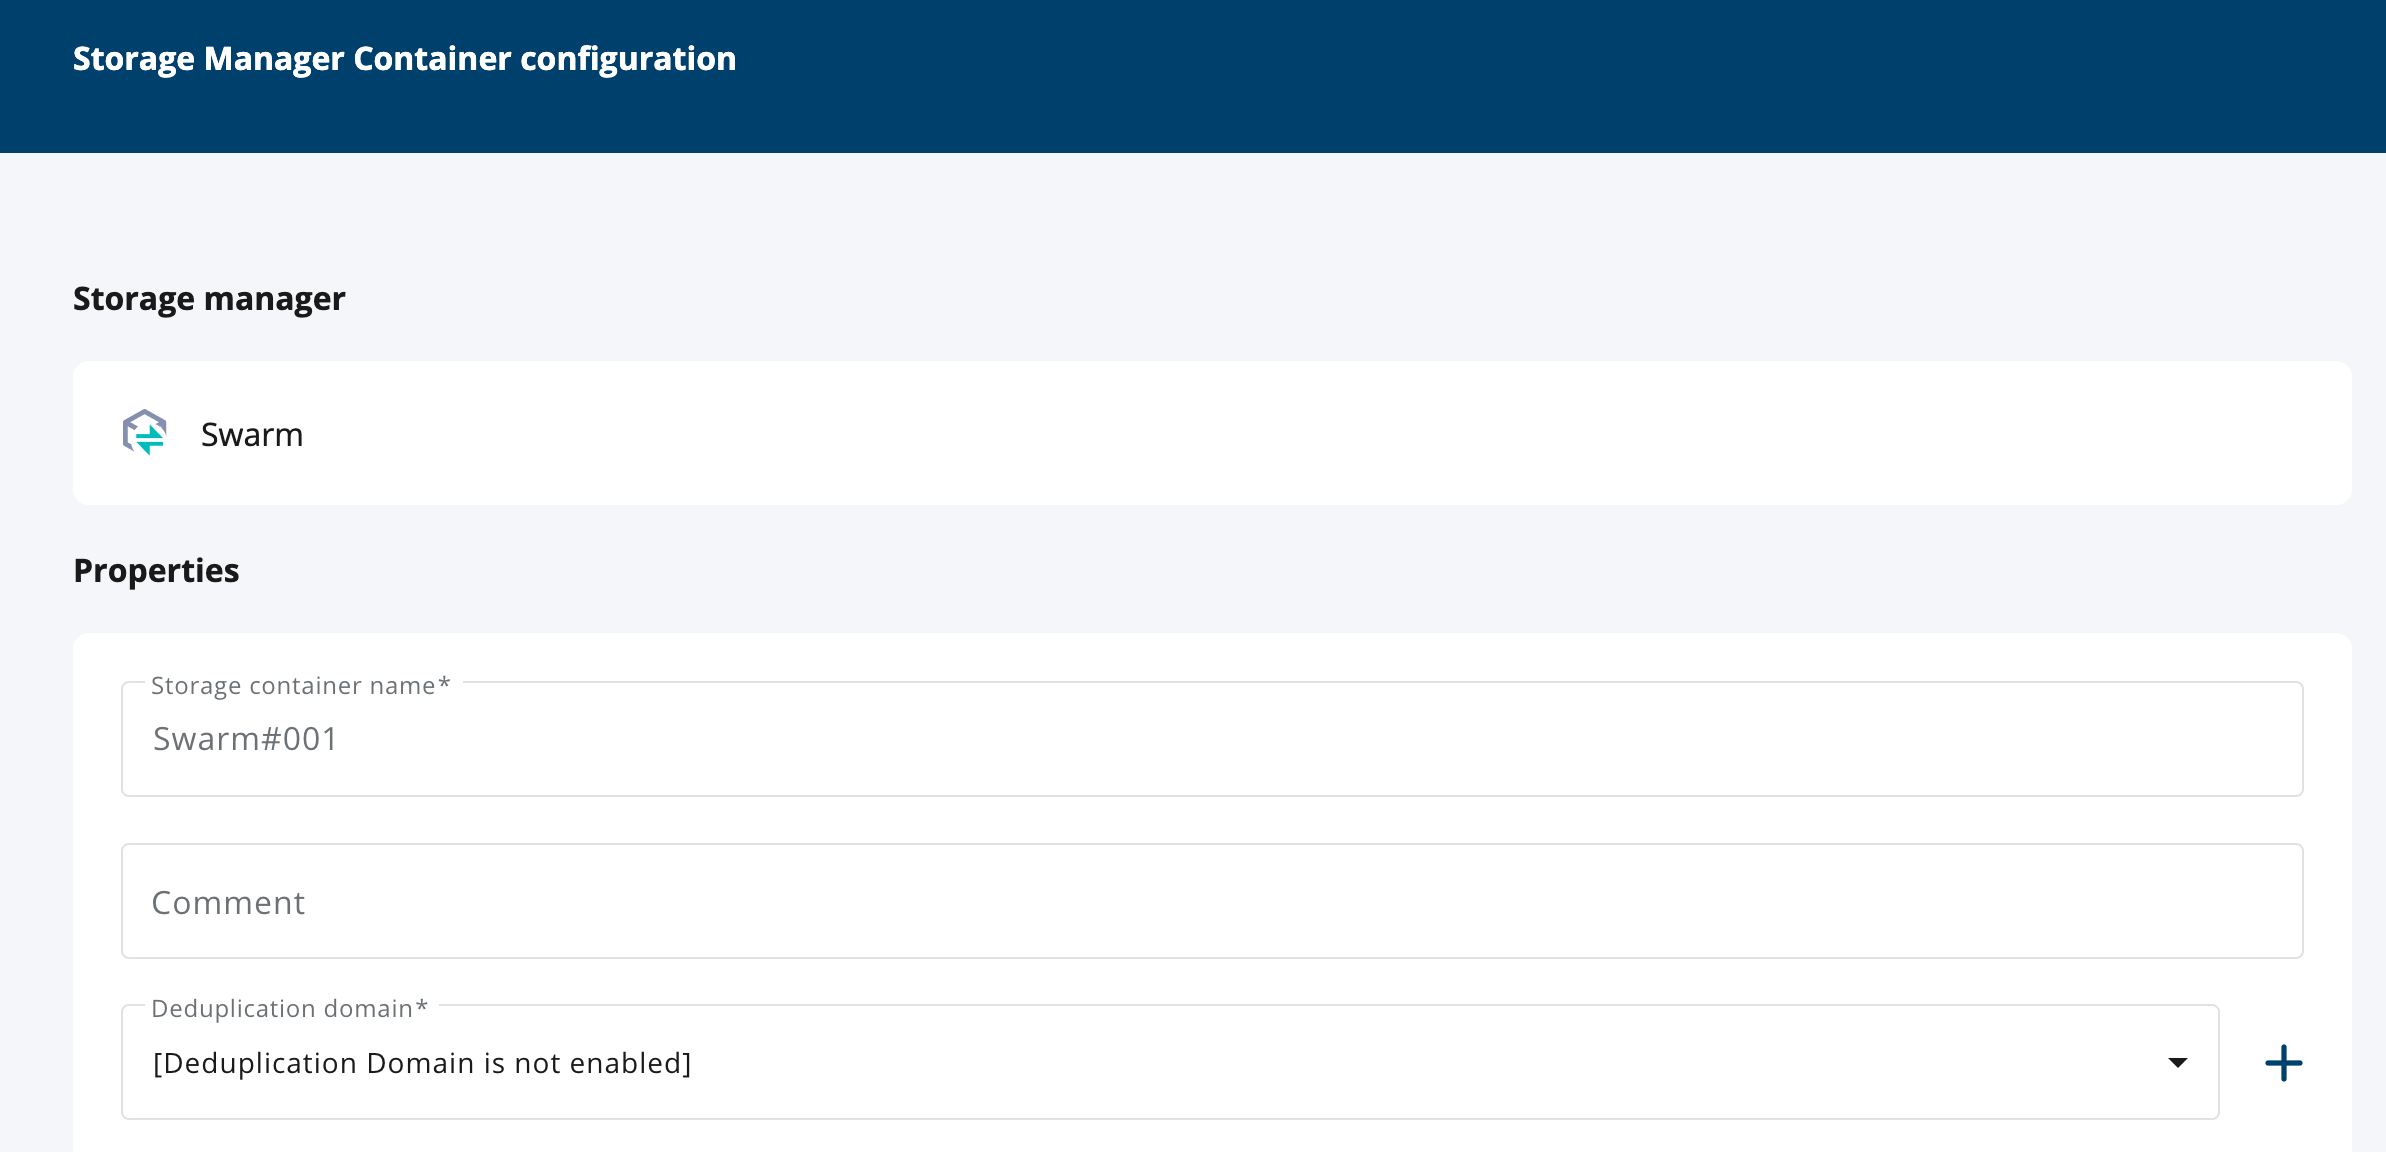 Storage Manager Container configuration
Storage manager
Swarm
Properties
Storage container name*
Swarm#001
Comment
Deduplication domain*
[Deduplication Domain is not enabled]